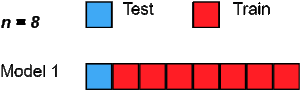 n = 8 Test Train
Model 1